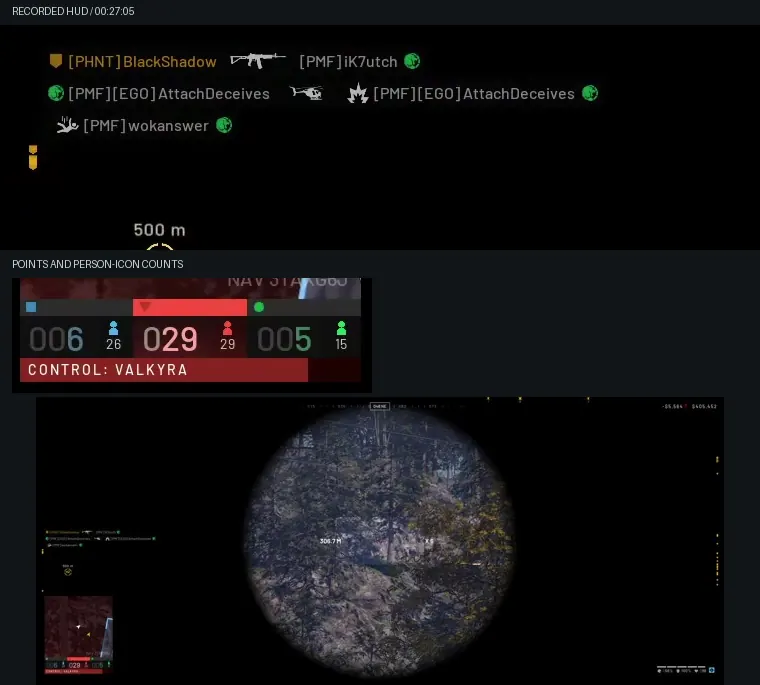 RECORDED HUD / 00:27:05
[PHNT]BlackShadow [PMF]iK7utch
[PMF][EGO]AttachDeceives [PMF][EGO]AttachDeceives
[PMF]wokanswer
500 m
POINTS AND PERSON-ICON COUNTS
006 26 029 29 005 15
CONTROL: VALKYRA
306.7 M